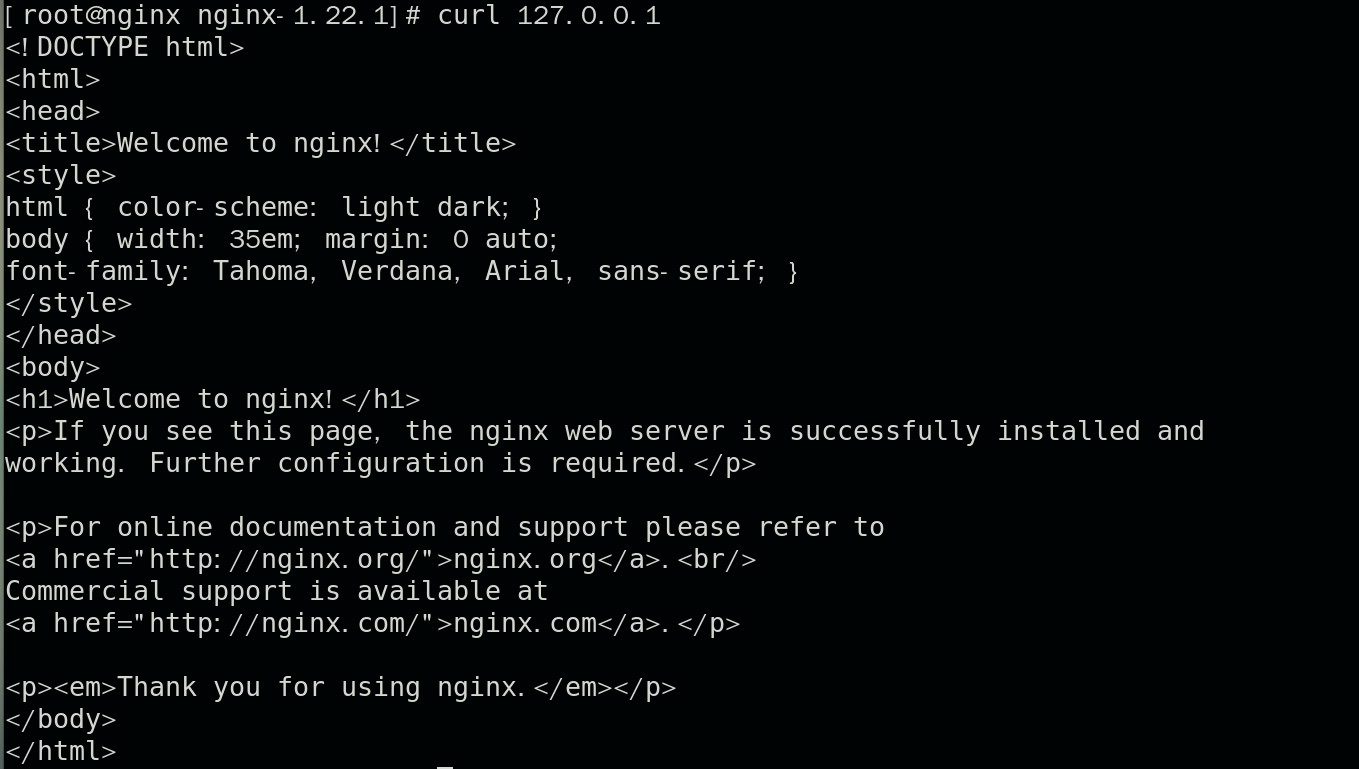 [root@nginx nginx-1.22.1]# curl 127.0.0.1
<!DOCTYPE html>
<html>
<head>
<title>Welcome to nginx!</title>
<style>
html { color-scheme: light dark; }
body { width: 35em; margin: 0 auto;
font-family: Tahoma, Verdana, Arial, sans-serif; }
</style>
</head>
<body>
<h1>Welcome to nginx!</h1>
<p>If you see this page, the nginx web server is successfully installed and
working. Further configuration is required.</p>

<p>For online documentation and support please refer to
<a href="http://nginx.org/">nginx.org</a>.<br/>
Commercial support is available at
<a href="http://nginx.com/">nginx.com</a>.</p>

<p><em>Thank you for using nginx.</em></p>
</body>
</html>